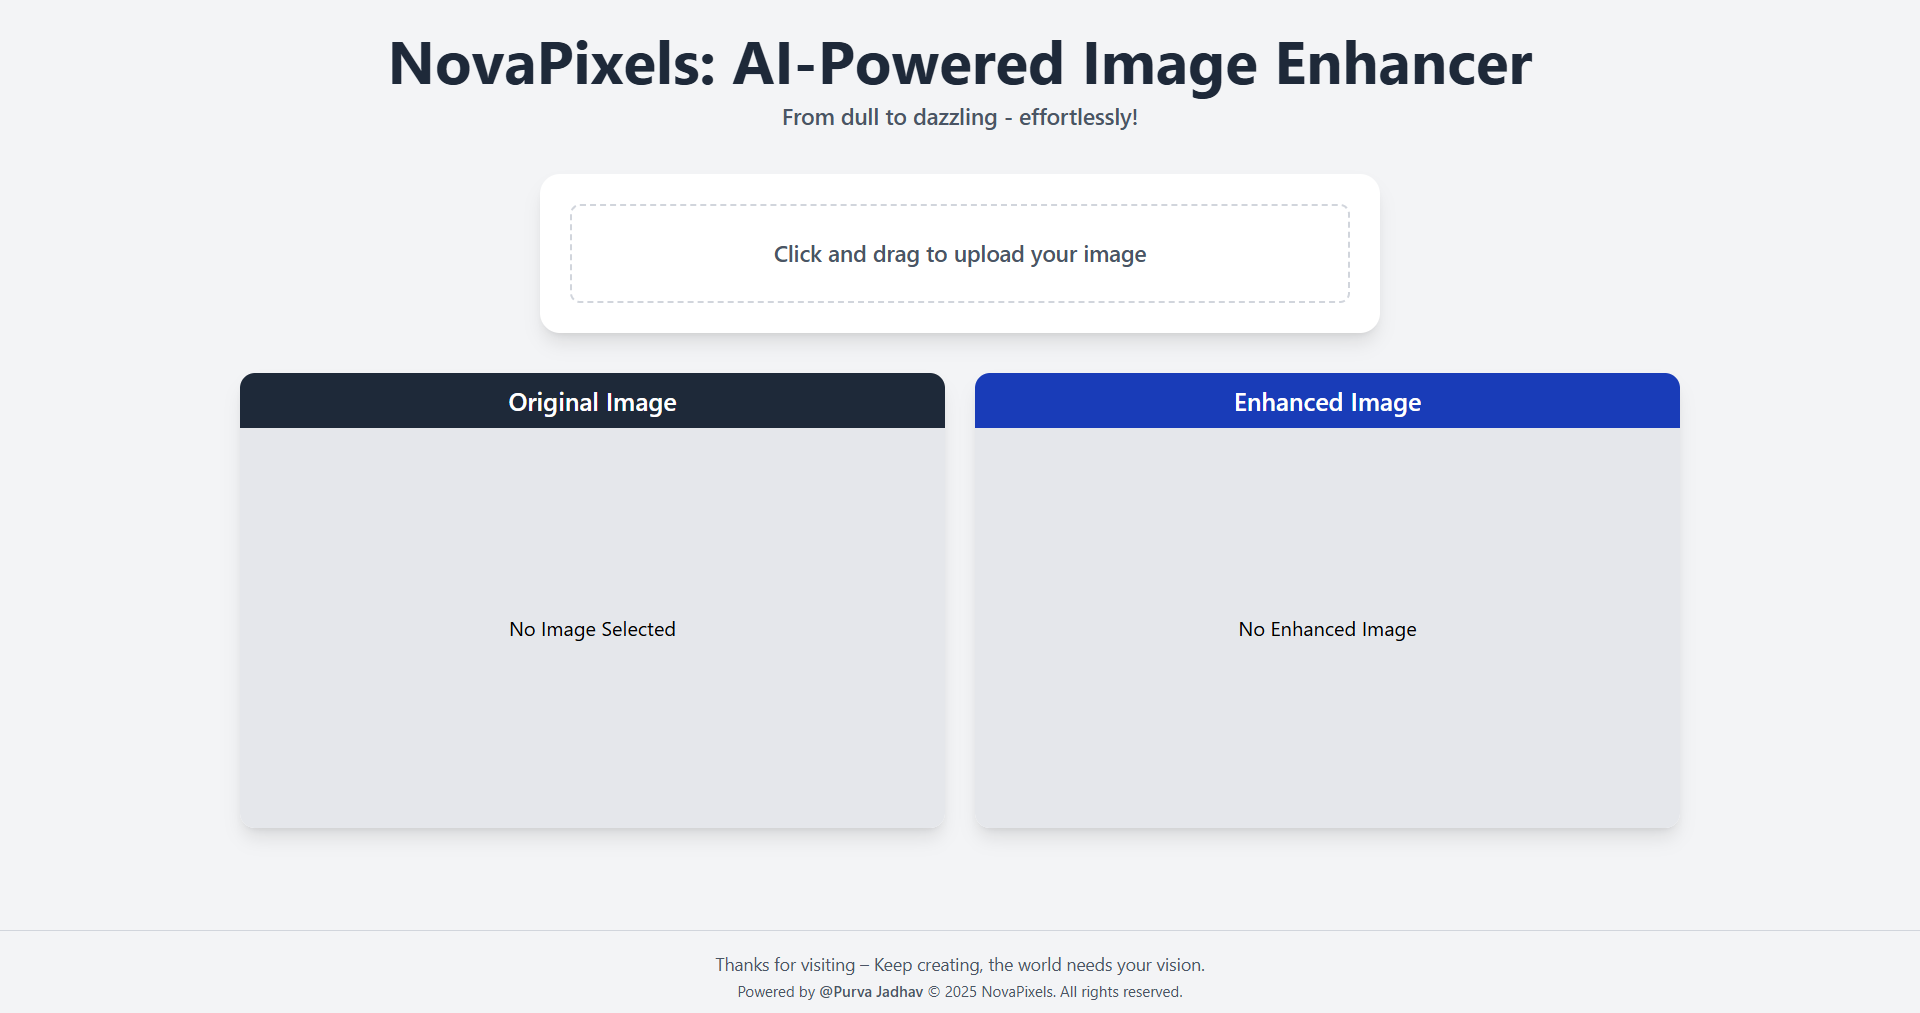 NovaPixels: AI-Powered Image Enhancer
From dull to dazzling - effortlessly!
Click and drag to upload your image
Original Image
No Image Selected
Enhanced Image
No Enhanced Image
Thanks for visiting – Keep creating, the world needs your vision.
Powered by @Purva Jadhav © 2025 NovaPixels. All rights reserved.